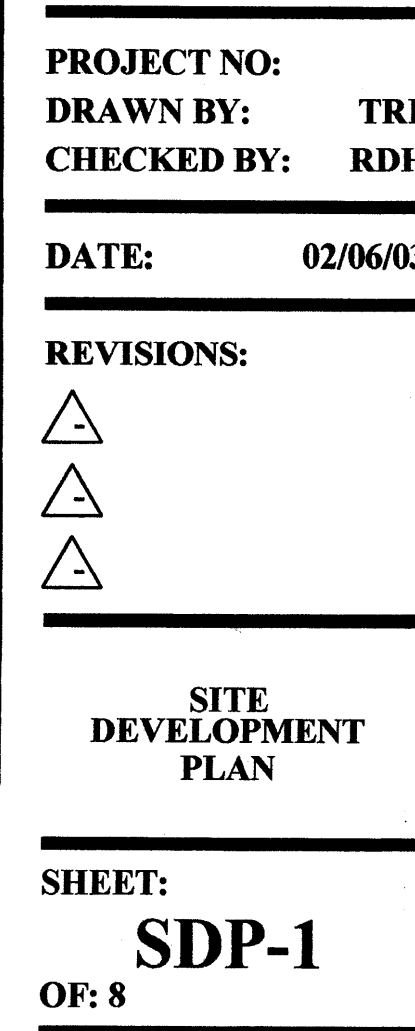 PROJECT NO:
DRAWN BY:
CHECKED BY:
DATE:
REVISIONS:
-
-
-
SITE
DEVELOPMENT
PLAN
SHEET:
SDP-1
OF: 8